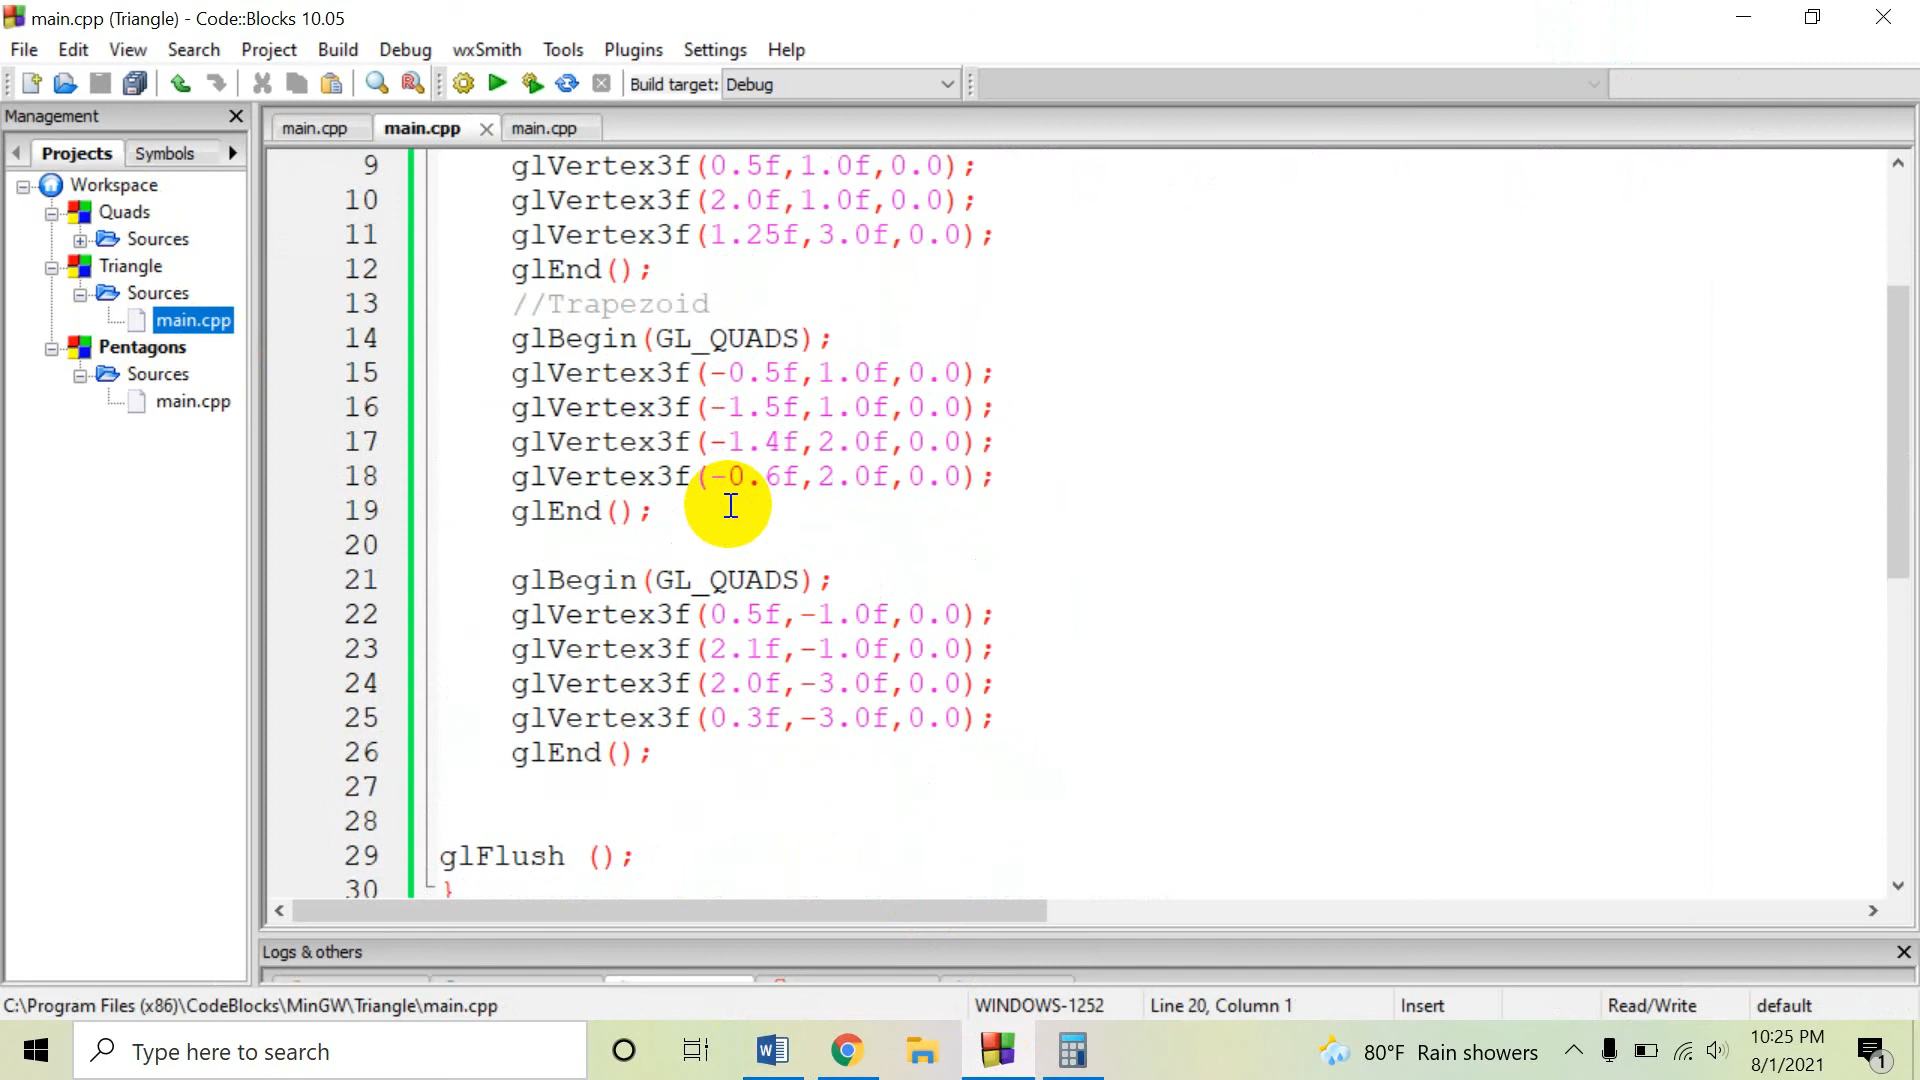 main.cpp (Triangle) - Code::Blocks 10.05
File Edit View Search Project Build Debug wxSmith Tools Plugins Settings Help
Build target: Debug
Management
Projects Symbols
main.cpp main.cpp main.cpp
Workspace
Quads
Sources
Triangle
Sources
main.cpp
Pentagons
Sources
main.cpp
9 glVertex3f(0.5f,1.0f,0.0);
10 glVertex3f(2.0f,1.0f,0.0);
11 glVertex3f(1.25f,3.0f,0.0);
12 glEnd();
13 //Trapezoid
14 glBegin(GL_QUADS);
15 glVertex3f(-0.5f,1.0f,0.0);
16 glVertex3f(-1.5f,1.0f,0.0);
17 glVertex3f(-1.4f,2.0f,0.0);
18 glVertex3f(-0.6f,2.0f,0.0);
19 glEnd();
20
21 glBegin(GL_QUADS);
22 glVertex3f(0.5f,-1.0f,0.0);
23 glVertex3f(2.1f,-1.0f,0.0);
24 glVertex3f(2.0f,-3.0f,0.0);
25 glVertex3f(0.3f,-3.0f,0.0);
26 glEnd();
27
28
29 glFlush ();
30 }
Logs & others
C:\Program Files (x86)\CodeBlocks\MinGW\Triangle\main.cpp WINDOWS-1252 Line 20, Column 1 Insert Read/Write default
Type here to search
80°F Rain showers
10:25 PM
8/1/2021
1